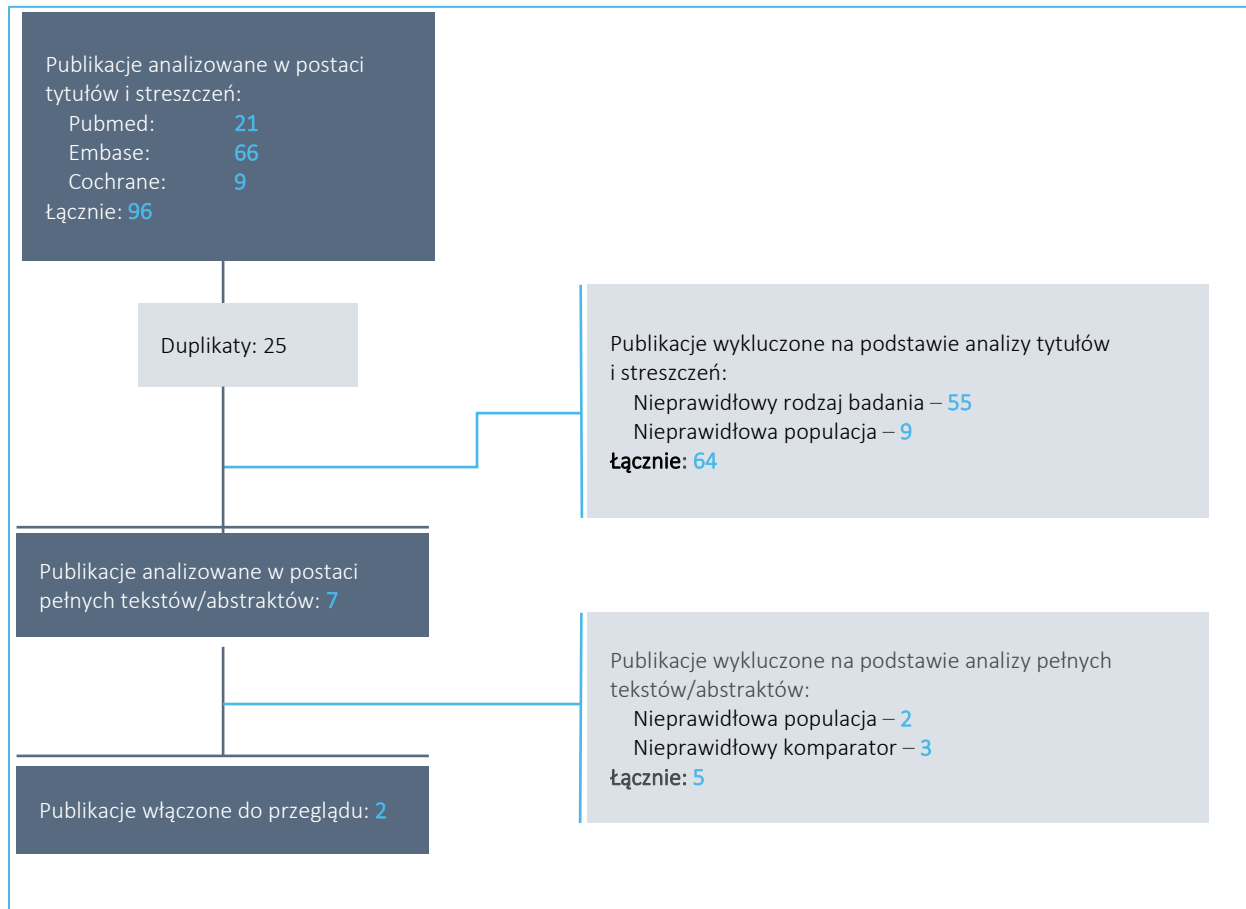 Publikacje analizowane w postaci
tytułów i streszczeń:
Pubmed: 21
Embase: 66
Cochrane: 9
Łącznie: 96
Duplikaty: 25
Publikacje wykluczone na podstawie analizy tytułów
i streszczeń:
Nieprawidłowy rodzaj badania – 55
Nieprawidłowa populacja – 9
Łącznie: 64
Publikacje analizowane w postaci
pełnych tekstów/abstraktów: 7
Publikacje wykluczone na podstawie analizy pełnych
tekstów/abstraktów:
Nieprawidłowa populacja – 2
Nieprawidłowy komparator – 3
Łącznie: 5
Publikacje włączone do przeglądu: 2